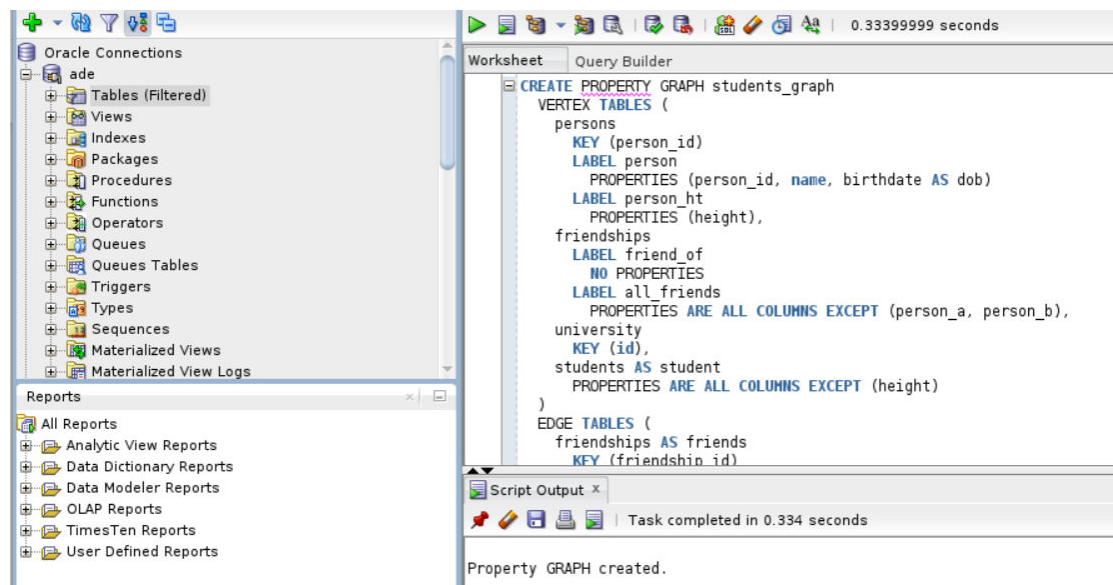 Oracle Connections
ade
Tables (Filtered)
Views
Indexes
Packages
Procedures
Functions
Operators
Queues
Queues Tables
Triggers
Types
Sequences
Materialized Views
Materialized View Logs
Reports
All Reports
Analytic View Reports
Data Dictionary Reports
Data Modeler Reports
OLAP Reports
TimesTen Reports
User Defined Reports
0.33399999 seconds
Worksheet Query Builder
CREATE PROPERTY GRAPH students_graph
VERTEX TABLES (
persons
KEY (person_id)
LABEL person
PROPERTIES (person_id, name, birthdate AS dob)
LABEL person_ht
PROPERTIES (height),
friendships
LABEL friend_of
NO PROPERTIES
LABEL all_friends
PROPERTIES ARE ALL COLUMNS EXCEPT (person_a, person_b),
university
KEY (id),
students AS student
PROPERTIES ARE ALL COLUMNS EXCEPT (height)
)
EDGE TABLES (
friendships AS friends
KEY (friendship_id)
Script Output x
Task completed in 0.334 seconds
Property GRAPH created.